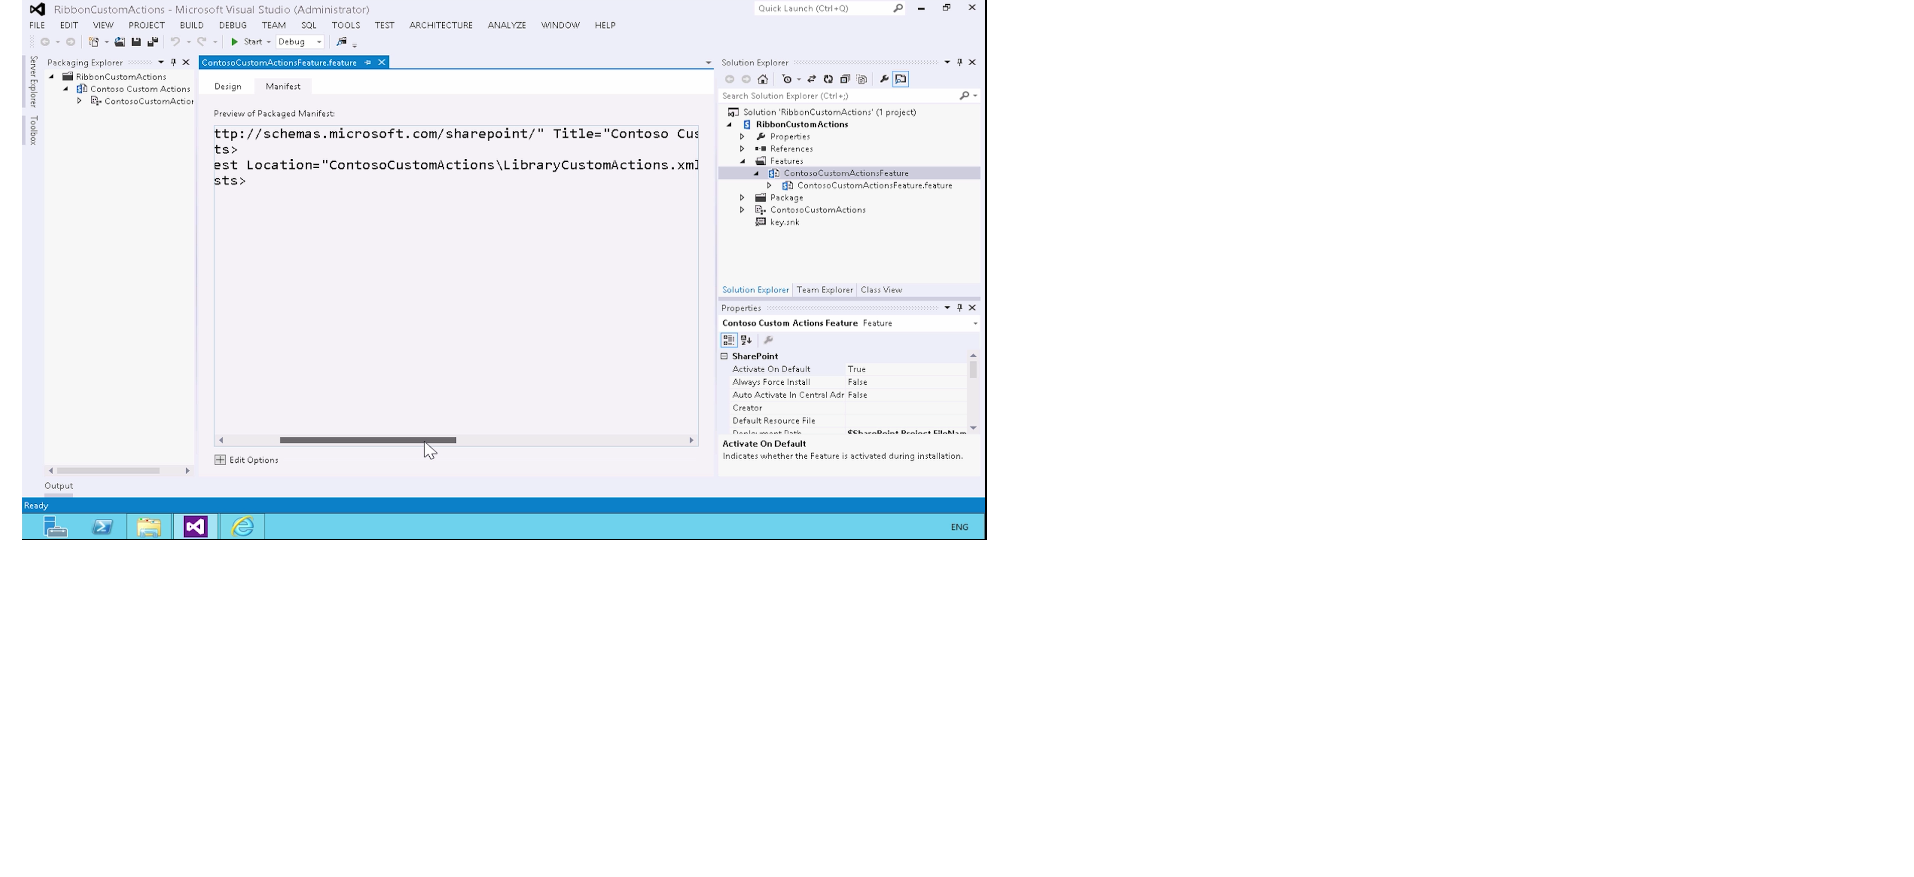 RibbonCustomActions - Microsoft Visual Studio (Administrator)
Quick Launch (Ctrl+Q)
FILE EDIT VIEW PROJECT BUILD DEBUG TEAM SQL TOOLS TEST ARCHITECTURE ANALYZE WINDOW HELP
Start Debug
Server Explorer
Toolbox
Packaging Explorer
RibbonCustomActions
Contoso Custom Actions
ContosoCustomAction
ContosoCustomActionsFeature.feature
Design Manifest
Preview of Packaged Manifest:
ttp://schemas.microsoft.com/sharepoint/" Title="Contoso Cus
ts>
est Location="ContosoCustomActions\LibraryCustomActions.xml
sts>
Edit Options
Solution Explorer
Search Solution Explorer (Ctrl+;)
Solution 'RibbonCustomActions' (1 project)
RibbonCustomActions
Properties
References
Features
ContosoCustomActionsFeature
ContosoCustomActionsFeature.feature
Package
ContosoCustomActions
key.snk
Solution Explorer Team Explorer Class View
Properties
Contoso Custom Actions Feature Feature
SharePoint
Activate On Default True
Always Force Install False
Auto Activate In Central Adr False
Creator
Default Resource File
Deployment Path $SharePoint.Project.FileNam
Activate On Default
Indicates whether the Feature is activated during installation.
Output
Ready
ENG